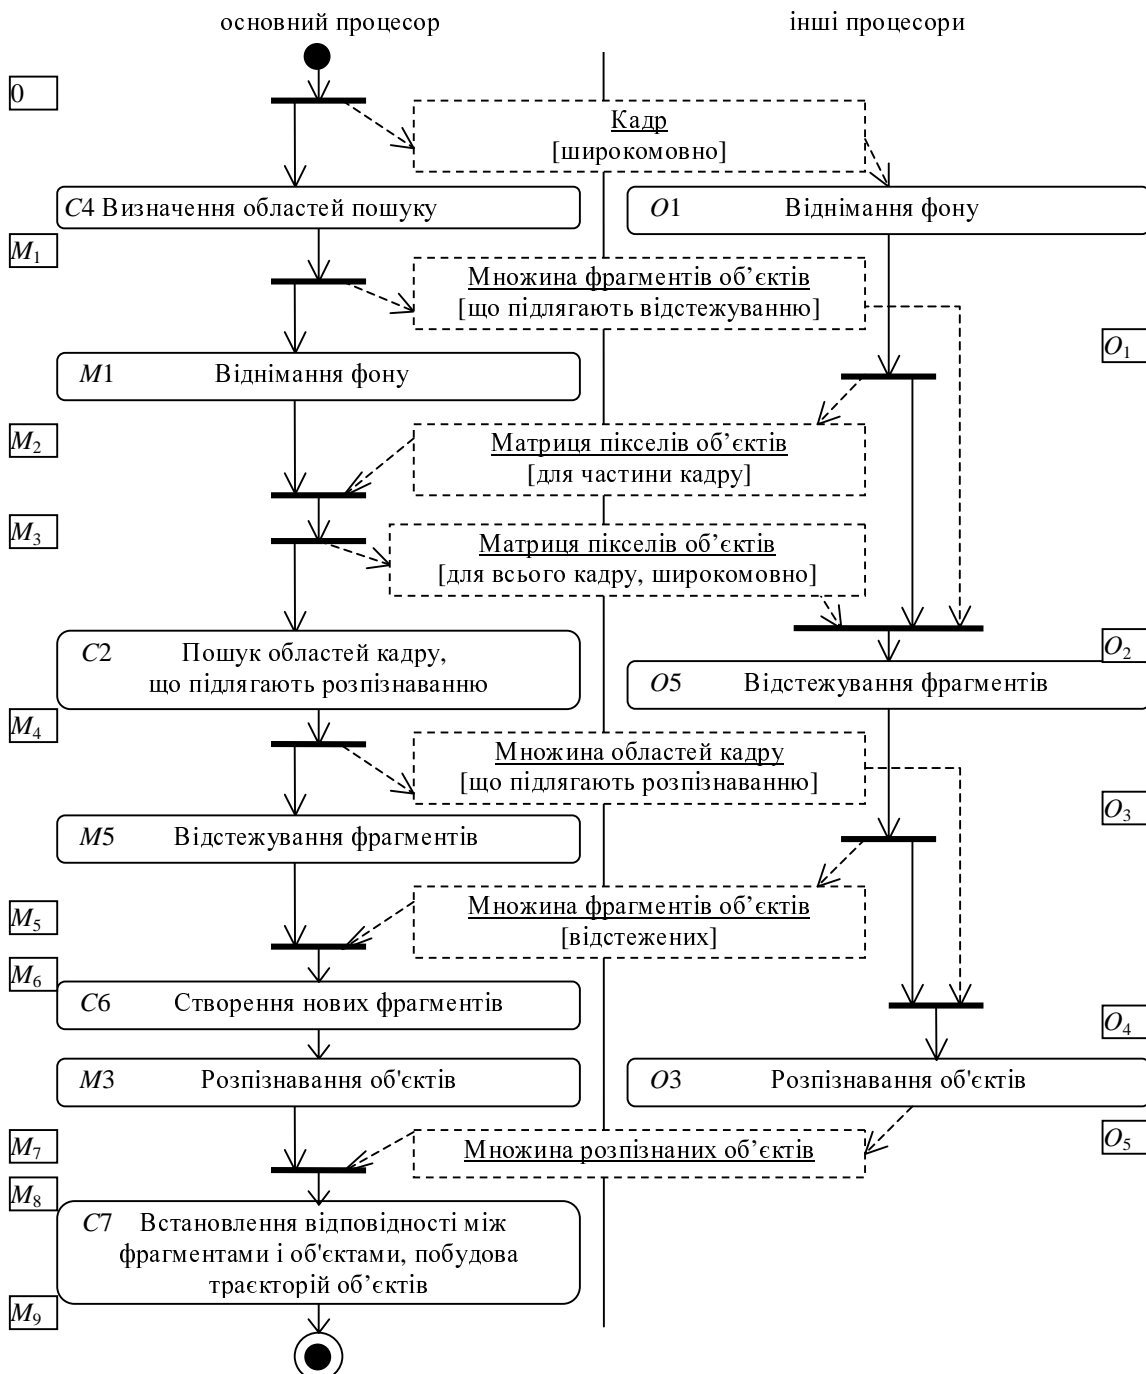 основний процесор
інші процесори
0
Кадр
[широкомовно]
C4 Визначення областей пошуку
O1 Віднімання фону
M1
Множина фрагментів об’єктів
[що підлягають відстежуванню]
O1
M1 Віднімання фону
M2
Матриця пікселів об’єктів
[для частини кадру]
M3
Матриця пікселів об’єктів
[для всього кадру, широкомовно]
C2 Пошук областей кадру,
що підлягають розпізнаванню
O2
O5 Відстежування фрагментів
M4
Множина областей кадру
[що підлягають розпізнаванню]
O3
M5 Відстежування фрагментів
M5
Множина фрагментів об’єктів
[відстежених]
M6
C6 Створення нових фрагментів
O4
M3 Розпізнавання об'єктів
O3 Розпізнавання об'єктів
M7
Множина розпізнаних об’єктів
O5
M8
C7 Встановлення відповідності між
фрагментами і об'єктами, побудова
траєкторій об’єктів
M9